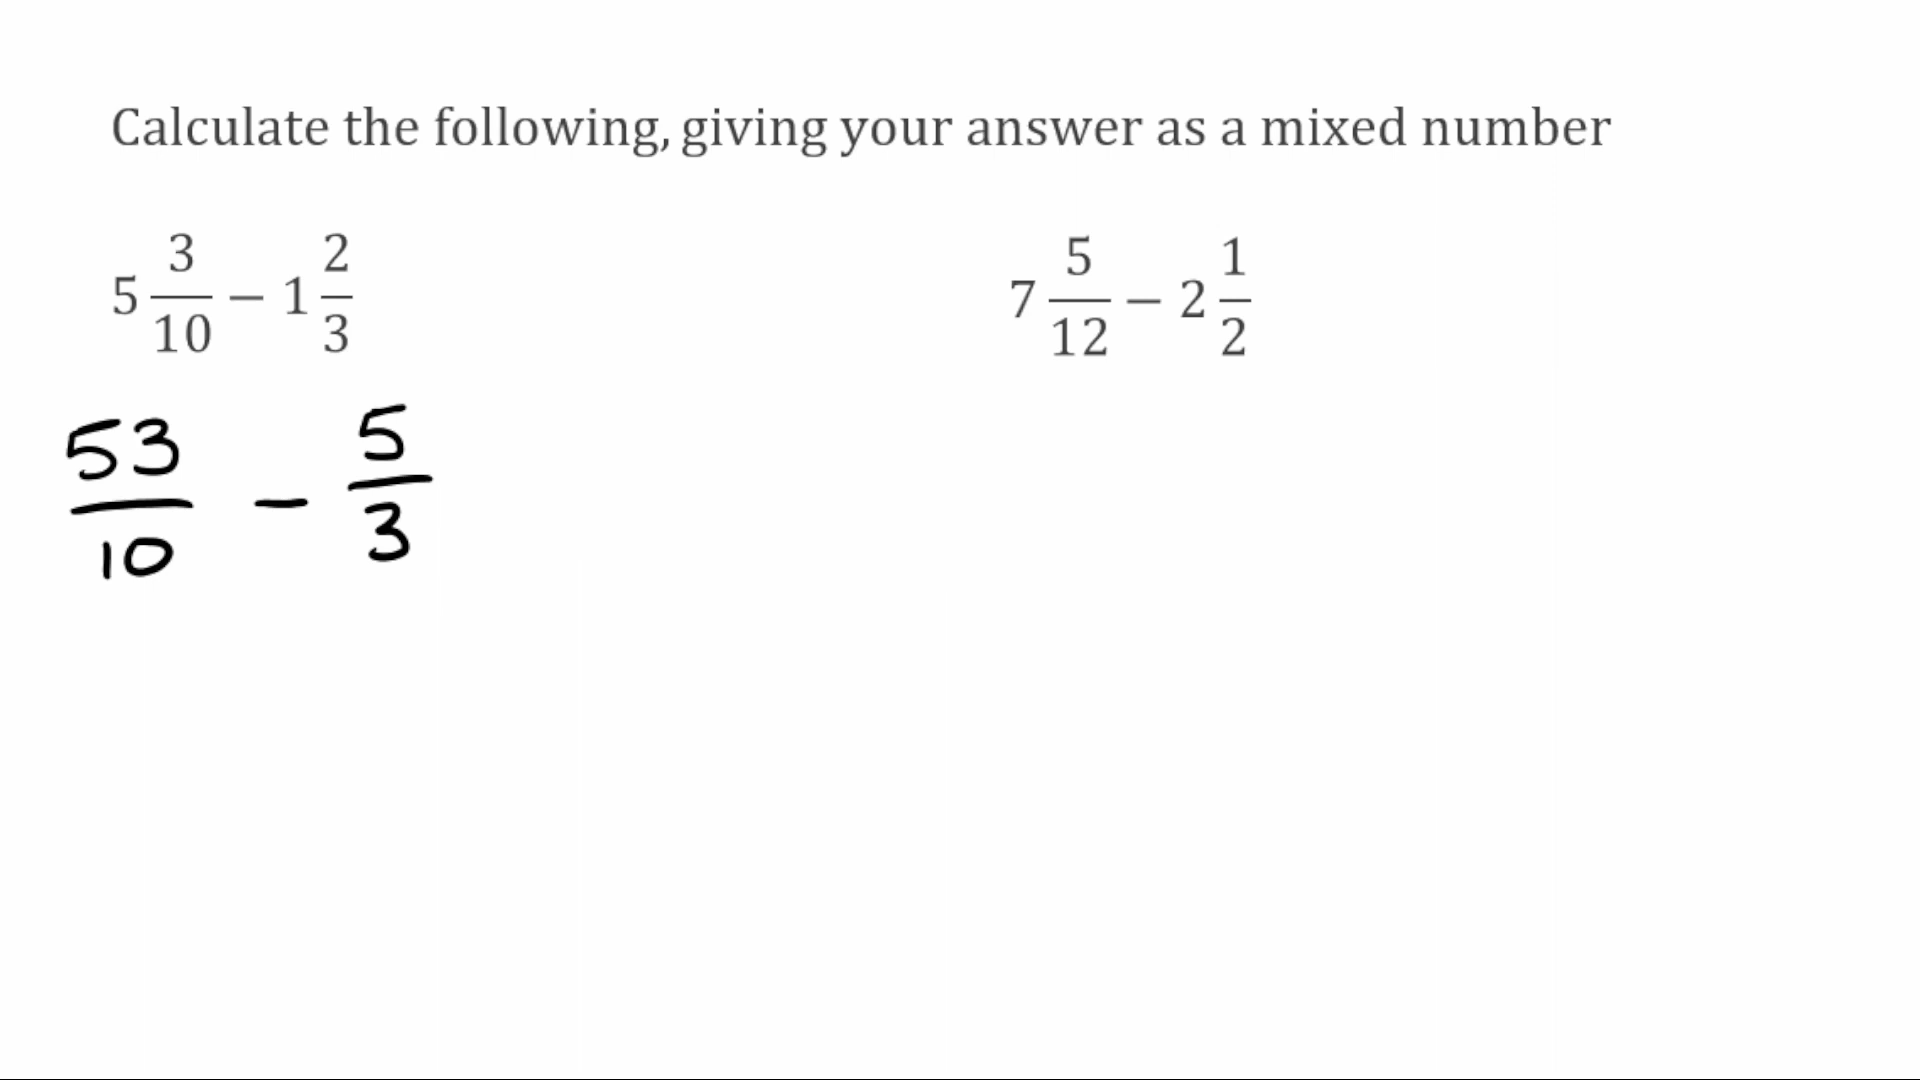 Calculate the following, giving your answer as a mixed number
5 3/10 − 1 2/3
7 5/12 − 2 1/2
53/10 - 5/3